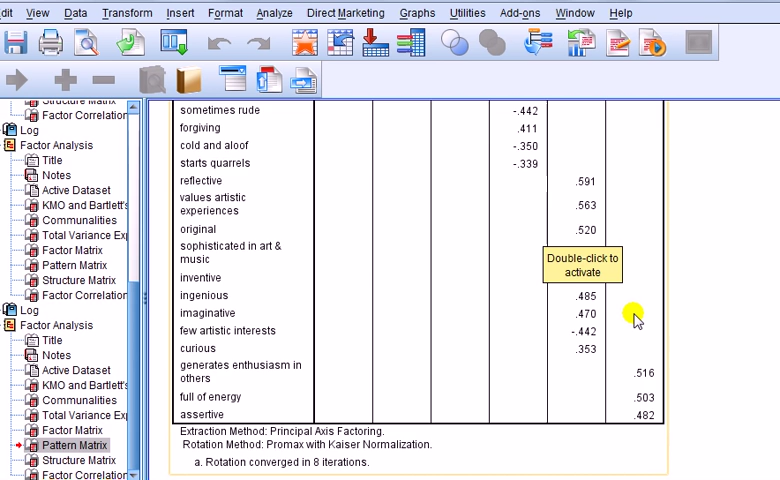 dit View Data Transform Insert Format Analyze Direct Marketing Graphs Utilities Add-ons Window Help
Structure Matrix
Factor Correlation
Log
Factor Analysis
Title
Notes
Active Dataset
KMO and Bartlett's
Communalities
Total Variance Exp
Factor Matrix
Pattern Matrix
Structure Matrix
Factor Correlation
Log
Factor Analysis
Title
Notes
Active Dataset
KMO and Bartlett's
Communalities
Total Variance Exp
Factor Matrix
Pattern Matrix
Structure Matrix
Factor Correlation
sometimes rude -.442
forgiving .411
cold and aloof -.350
starts quarrels -.339
reflective .591
values artistic
experiences .563
original .520
sophisticated in art &
music
Double-click to
activate
inventive
ingenious .485
imaginative .470
few artistic interests -.442
curious .353
generates enthusiasm in
others .516
full of energy .503
assertive .482
Extraction Method: Principal Axis Factoring.
Rotation Method: Promax with Kaiser Normalization.
a. Rotation converged in 8 iterations.